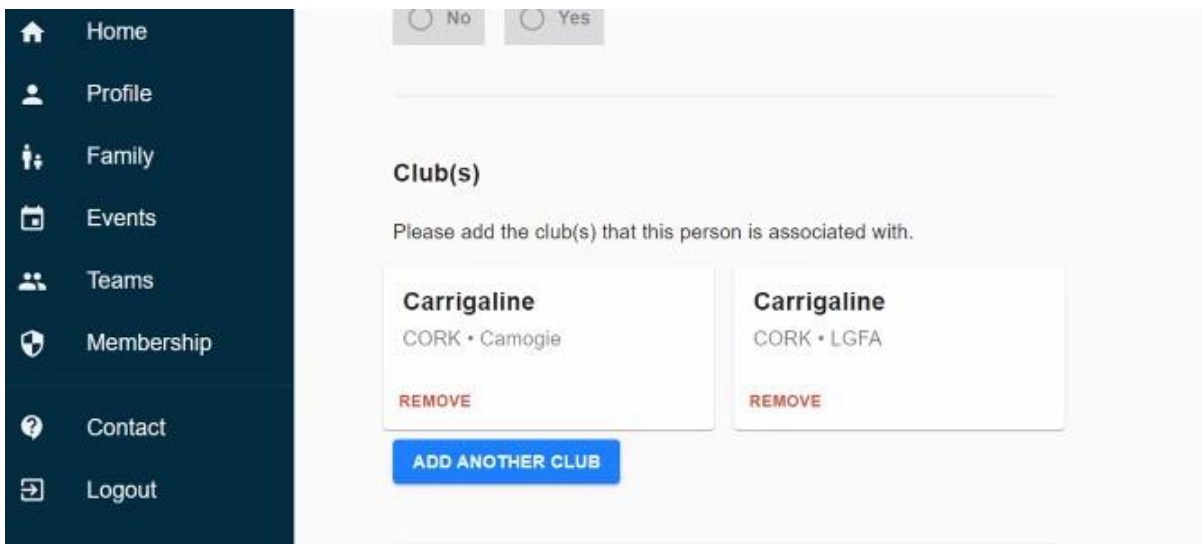 Home
Profile
Family
Events
Teams
Membership
Contact
Logout
No Yes
Club(s)
Please add the club(s) that this person is associated with.
Carrigaline
CORK • Camogie
REMOVE
Carrigaline
CORK • LGFA
REMOVE
ADD ANOTHER CLUB